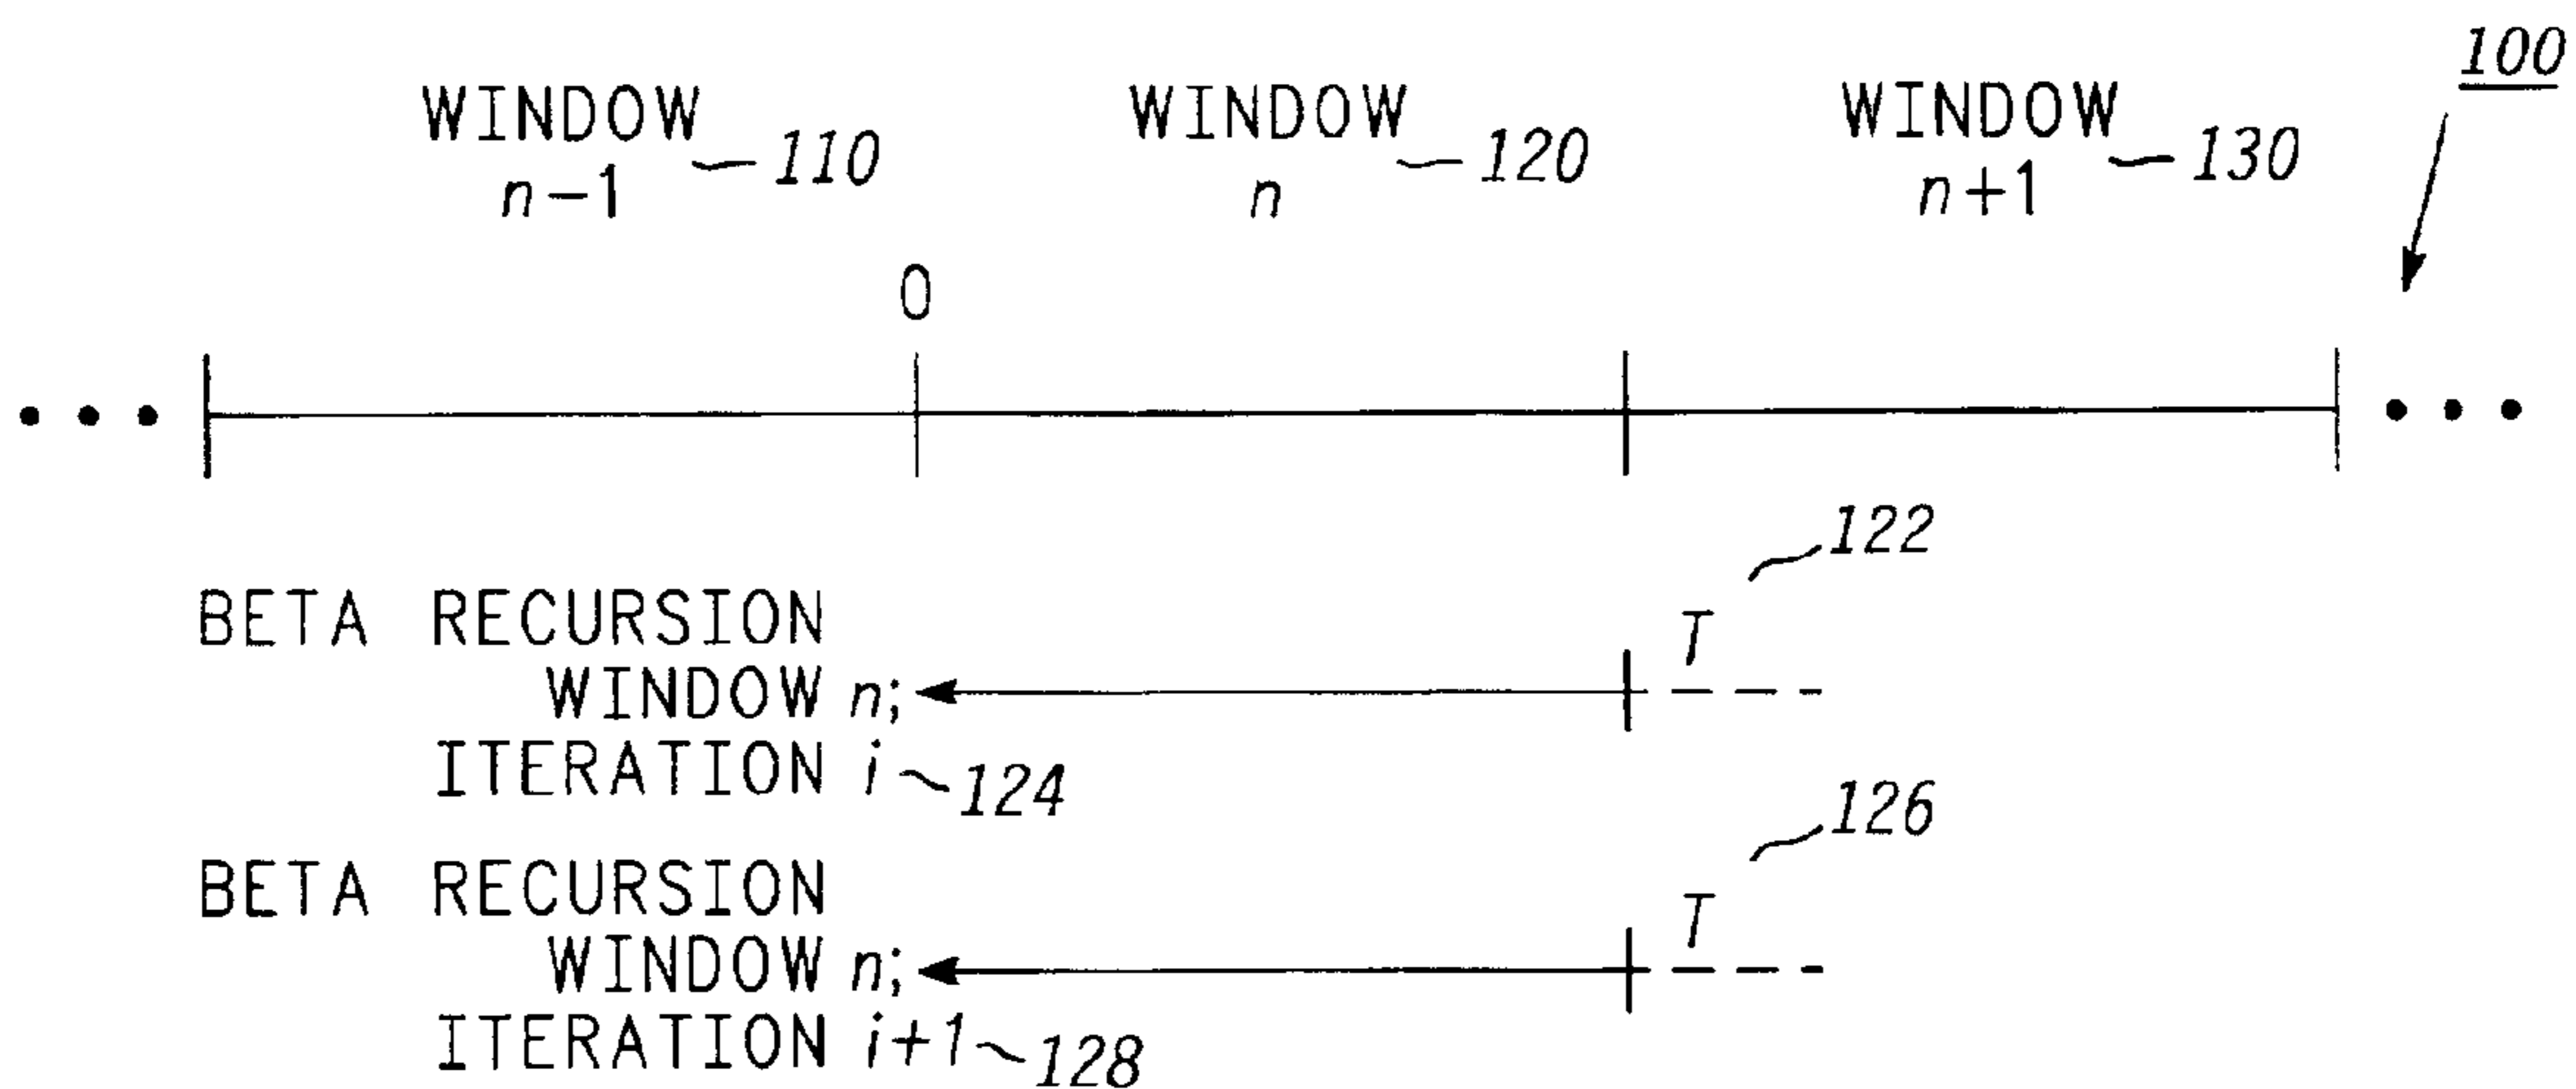 100
WINDOW
n-1 110
WINDOW
n 120
WINDOW
n+1 130
0
122
BETA RECURSION
WINDOW n;
ITERATION i 124
T
126
BETA RECURSION
WINDOW n;
ITERATION i+1 128
T